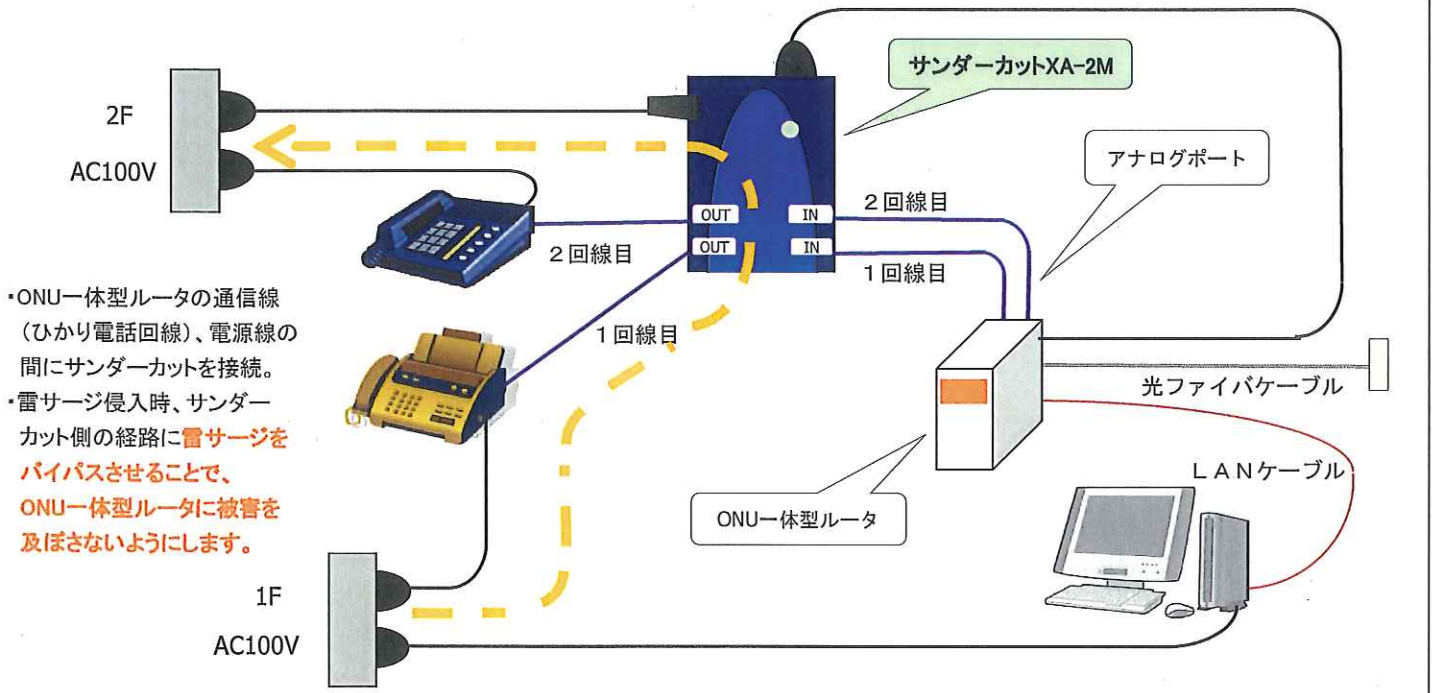 サンダーカットXA-2M
2F
AC100V
アナログポート
OUT
IN
2回線目
OUT
IN
2回線目
1回線目
1回線目
・ONU一体型ルータの通信線
（ひかり電話回線）、電源線の
間にサンダーカットを接続。
・雷サージ侵入時、サンダー
カット側の経路に雷サージを
バイパスさせることで、
ONU一体型ルータに被害を
及ぼさないようにします。
光ファイバケーブル
LANケーブル
ONU一体型ルータ
1F
AC100V